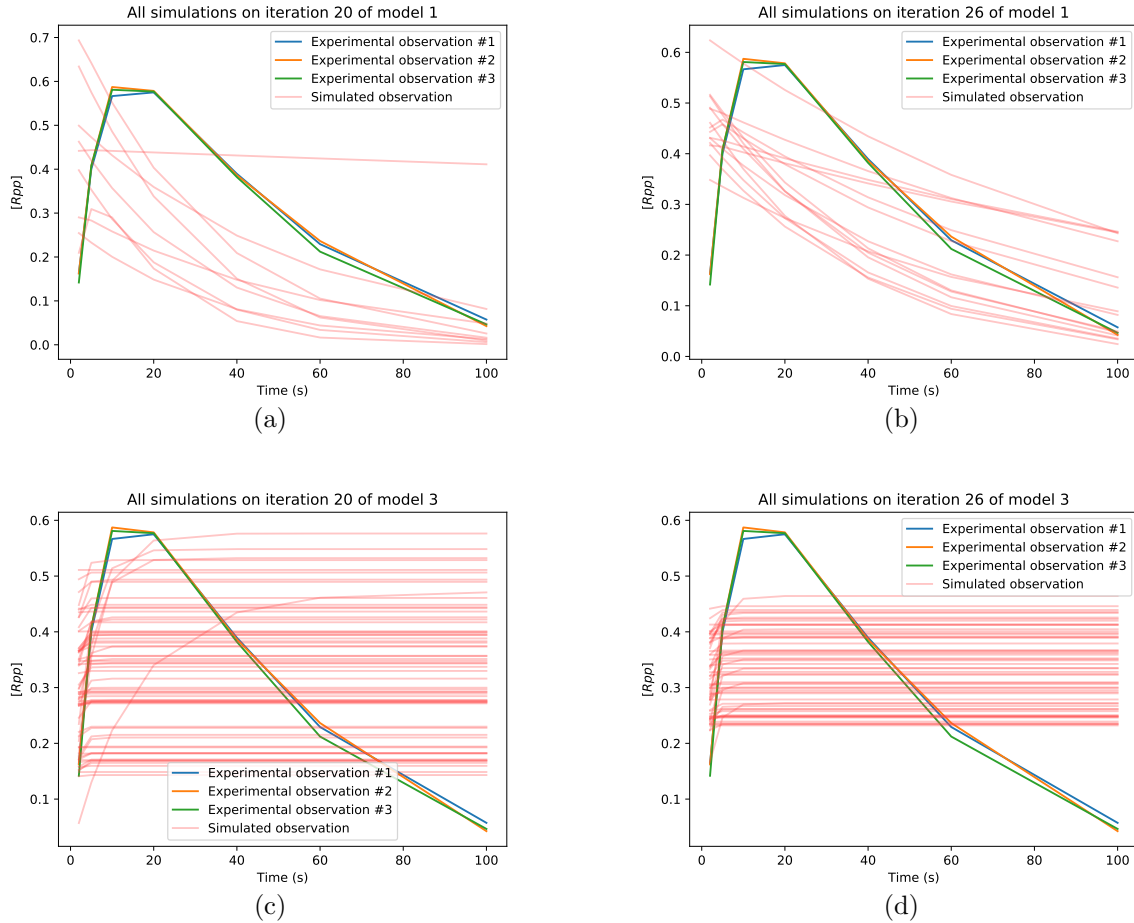 All simulations on iteration 20 of model 1
[Rpp]
0.7
0.6
0.5
0.4
0.3
0.2
0.1
0.0
Experimental observation #1
Experimental observation #2
Experimental observation #3
Simulated observation
0 20 40 60 80 100
Time (s)
(a)
All simulations on iteration 26 of model 1
[Rpp]
0.6
0.5
0.4
0.3
0.2
0.1
0.0
Experimental observation #1
Experimental observation #2
Experimental observation #3
Simulated observation
0 20 40 60 80 100
Time (s)
(b)
All simulations on iteration 20 of model 3
[Rpp]
0.6
0.5
0.4
0.3
0.2
0.1
Experimental observation #1
Experimental observation #2
Experimental observation #3
Simulated observation
0 20 40 60 80 100
Time (s)
(c)
All simulations on iteration 26 of model 3
[Rpp]
0.6
0.5
0.4
0.3
0.2
0.1
Experimental observation #1
Experimental observation #2
Experimental observation #3
Simulated observation
0 20 40 60 80 100
Time (s)
(d)